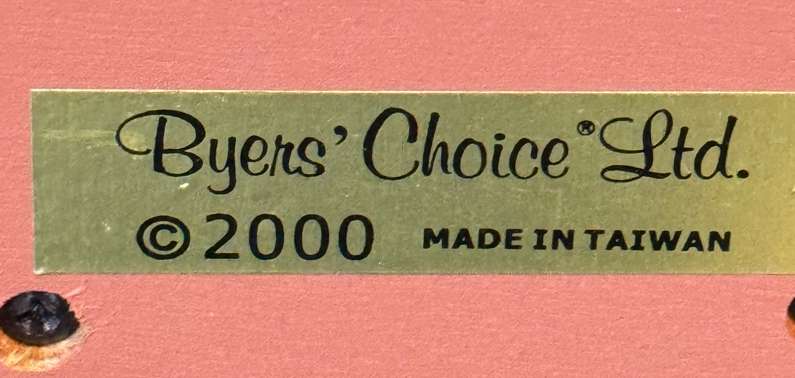 Byers' Choice® Ltd.
©2000 MADE IN TAIWAN